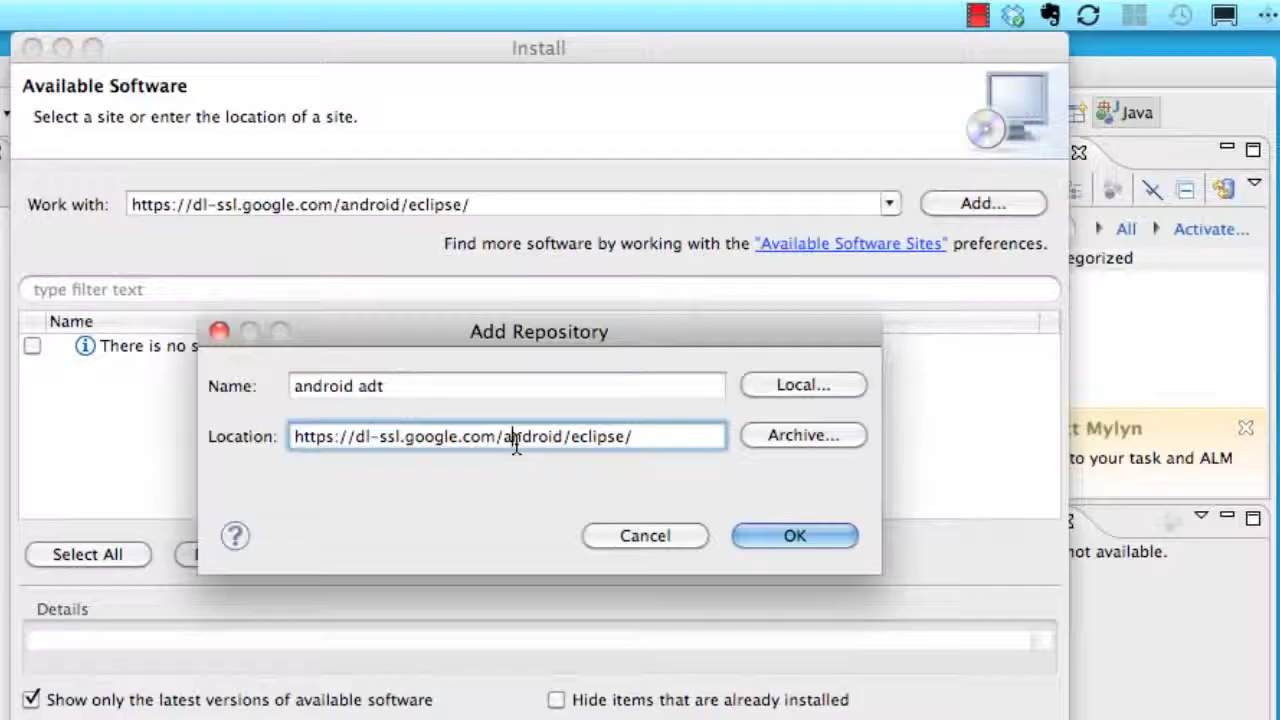 Install
Available Software
Select a site or enter the location of a site.
Java
Work with: https://dl-ssl.google.com/android/eclipse/ Add...
All Activate...
Find more software by working with the "Available Software Sites" preferences.
type filter text
Name
There is no
Add Repository
Name: android adt Local...
Location: https://dl-ssl.google.com/android/eclipse/ Archive...
Mylyn
to your task and ALM
? Cancel OK
Select All
not available.
Details
Show only the latest versions of available software Hide items that are already installed